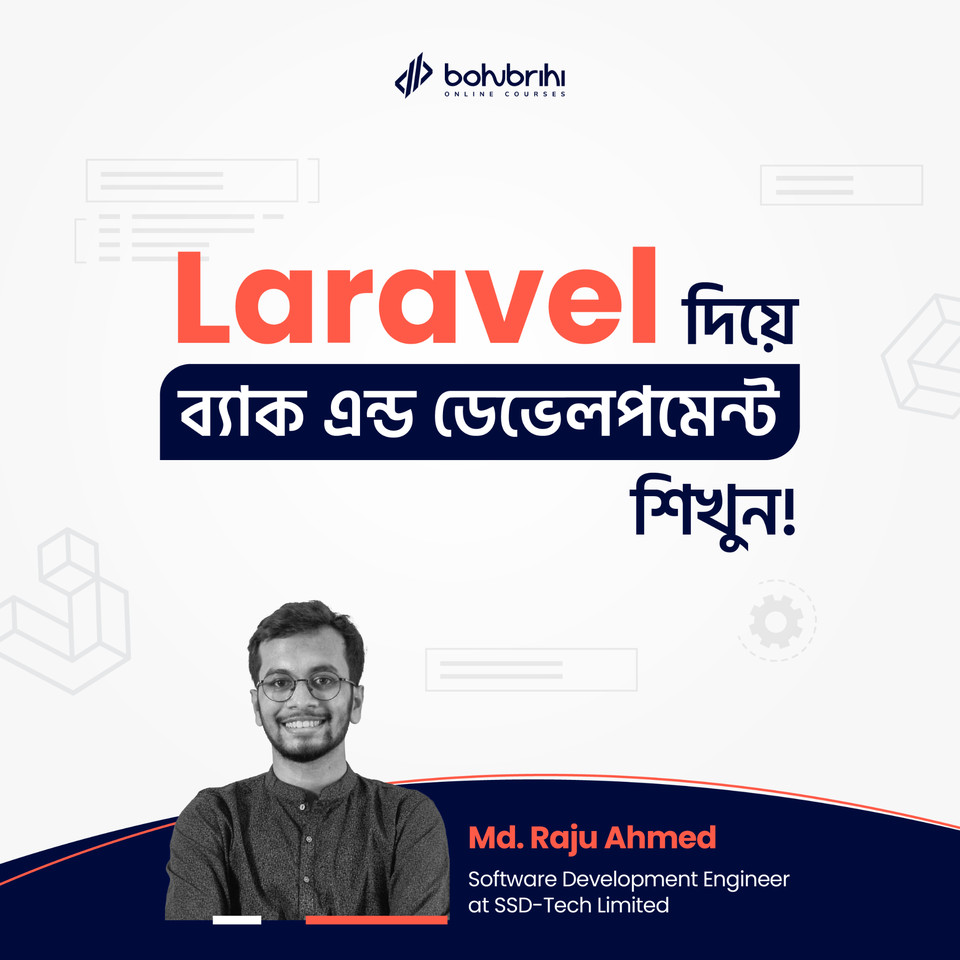 bohubrihi
ONLINE COURSES
Laravel দিয়ে
ব্যাক এন্ড ডেভেলপমেন্ট
শিখুন!
Md. Raju Ahmed
Software Development Engineer
at SSD-Tech Limited